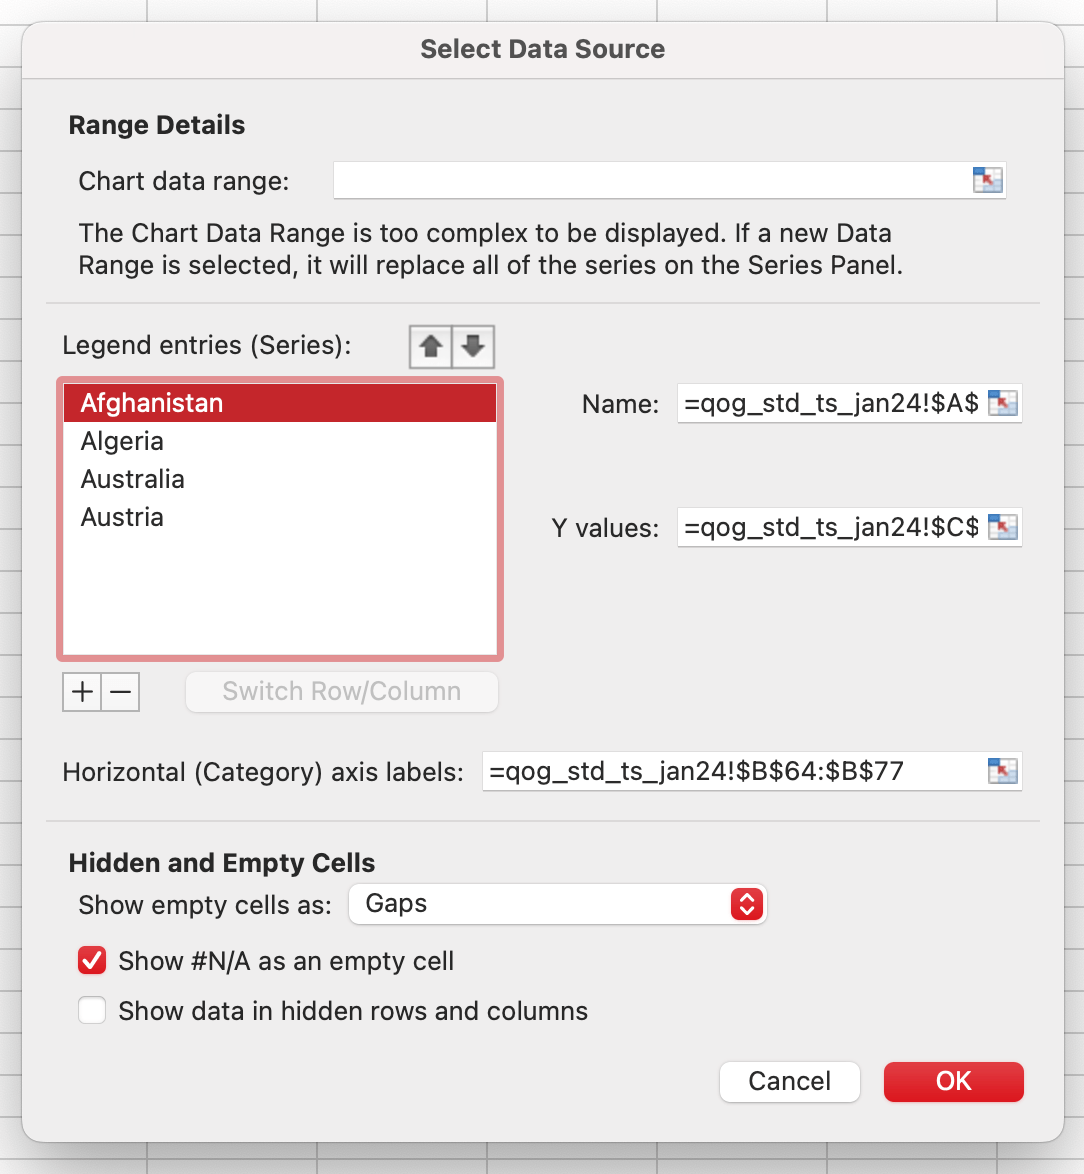 Select Data Source
Range Details
Chart data range:
The Chart Data Range is too complex to be displayed. If a new Data
Range is selected, it will replace all of the series on the Series Panel.
Legend entries (Series):
Afghanistan
Algeria
Australia
Austria
Name: =qog_std_ts_jan24!$A$
Y values: =qog_std_ts_jan24!$C$
Switch Row/Column
Horizontal (Category) axis labels: =qog_std_ts_jan24!$B$64:$B$77
Hidden and Empty Cells
Show empty cells as: Gaps
Show #N/A as an empty cell
Show data in hidden rows and columns
Cancel OK